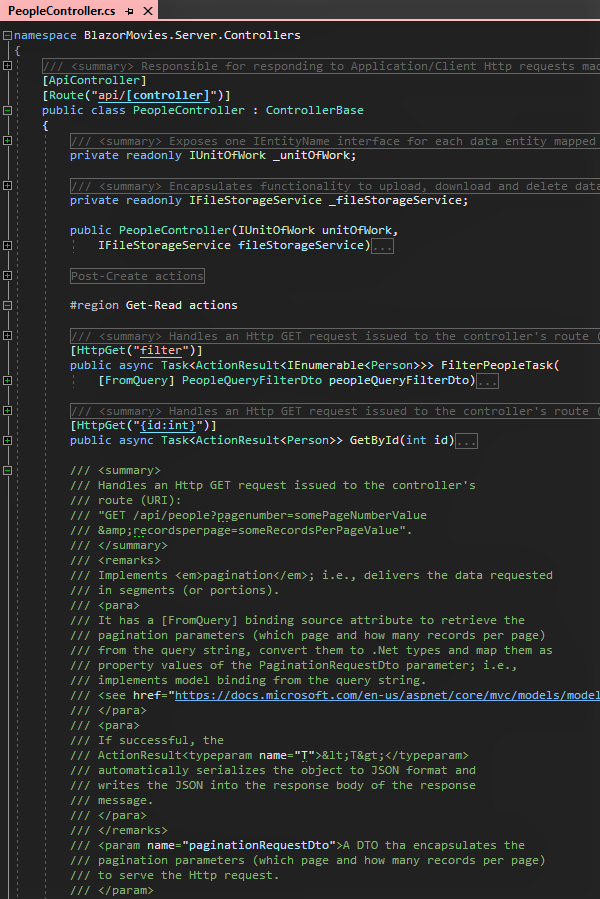 PeopleController.cs
namespace BlazorMovies.Server.Controllers
{
/// <summary> Responsible for responding to Application/Client Http requests mad
[ApiController]
[Route("api/[controller]")]
public class PeopleController : ControllerBase
{
/// <summary> Exposes one IEntityName interface for each data entity mapped
private readonly IUnitOfWork _unitOfWork;
/// <summary> Encapsulates functionality to upload, download and delete data
private readonly IFileStorageService _fileStorageService;
public PeopleController(IUnitOfWork unitOfWork,
IFileStorageService fileStorageService)...
Post-Create actions
#region Get-Read actions
/// <summary> Handles an Http GET request issued to the controller's route (
[HttpGet("filter")]
public async Task<ActionResult<IEnumerable<Person>>> FilterPeopleTask(
[FromQuery] PeopleQueryFilterDto peopleQueryFilterDto)...
/// <summary> Handles an Http GET request issued to the controller's route (
[HttpGet("{id:int}")]
public async Task<ActionResult<Person>> GetById(int id)...
/// <summary>
/// Handles an Http GET request issued to the controller's
/// route (URI):
/// "GET /api/people?pagenumber=somePageNumberValue
/// &amp;recordsperpage=someRecordsPerPageValue".
/// </summary>
/// <remarks>
/// Implements <em>pagination</em>; i.e., delivers the data requested
/// in segments (or portions).
/// <para>
/// It has a [FromQuery] binding source attribute to retrieve the
/// pagination parameters (which page and how many records per page)
/// from the query string, convert them to .Net types and map them as
/// property values of the PaginationRequestDto parameter; i.e.,
/// implements model binding from the query string.
/// <see href="https://docs.microsoft.com/en-us/aspnet/core/mvc/models/model
/// </para>
/// <para>
/// If successful, the
/// ActionResult<typeparam name="T">&lt;T&gt;</typeparam>
/// automatically serializes the object to JSON format and
/// writes the JSON into the response body of the response
/// message.
/// </para>
/// </remarks>
/// <param name="paginationRequestDto">A DTO tha encapsulates the
/// pagination parameters (which page and how many records per page)
/// to serve the Http request.
/// </param>